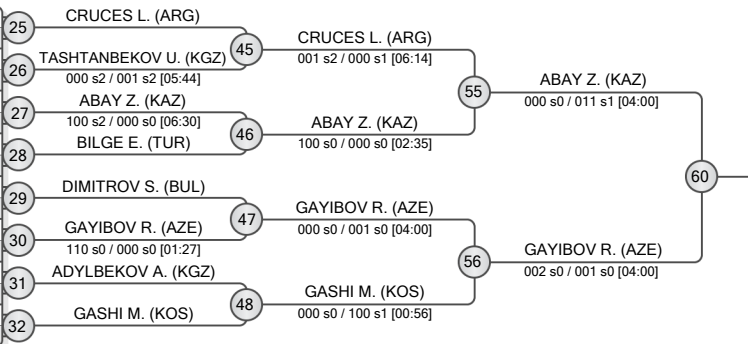 25
CRUCES L. (ARG)
45
CRUCES L. (ARG)
001 s2 / 000 s1 [06:14]
26
TASHTANBEKOV U. (KGZ)
000 s2 / 001 s2 [05:44]
55
ABAY Z. (KAZ)
000 s0 / 011 s1 [04:00]
27
ABAY Z. (KAZ)
100 s2 / 000 s0 [06:30]
46
ABAY Z. (KAZ)
100 s0 / 000 s0 [02:35]
28
BILGE E. (TUR)
60
29
DIMITROV S. (BUL)
47
GAYIBOV R. (AZE)
000 s0 / 001 s0 [04:00]
30
GAYIBOV R. (AZE)
110 s0 / 000 s0 [01:27]
56
GAYIBOV R. (AZE)
002 s0 / 001 s0 [04:00]
31
ADYLBEKOV A. (KGZ)
48
GASHI M. (KOS)
000 s0 / 100 s1 [00:56]
32
GASHI M. (KOS)